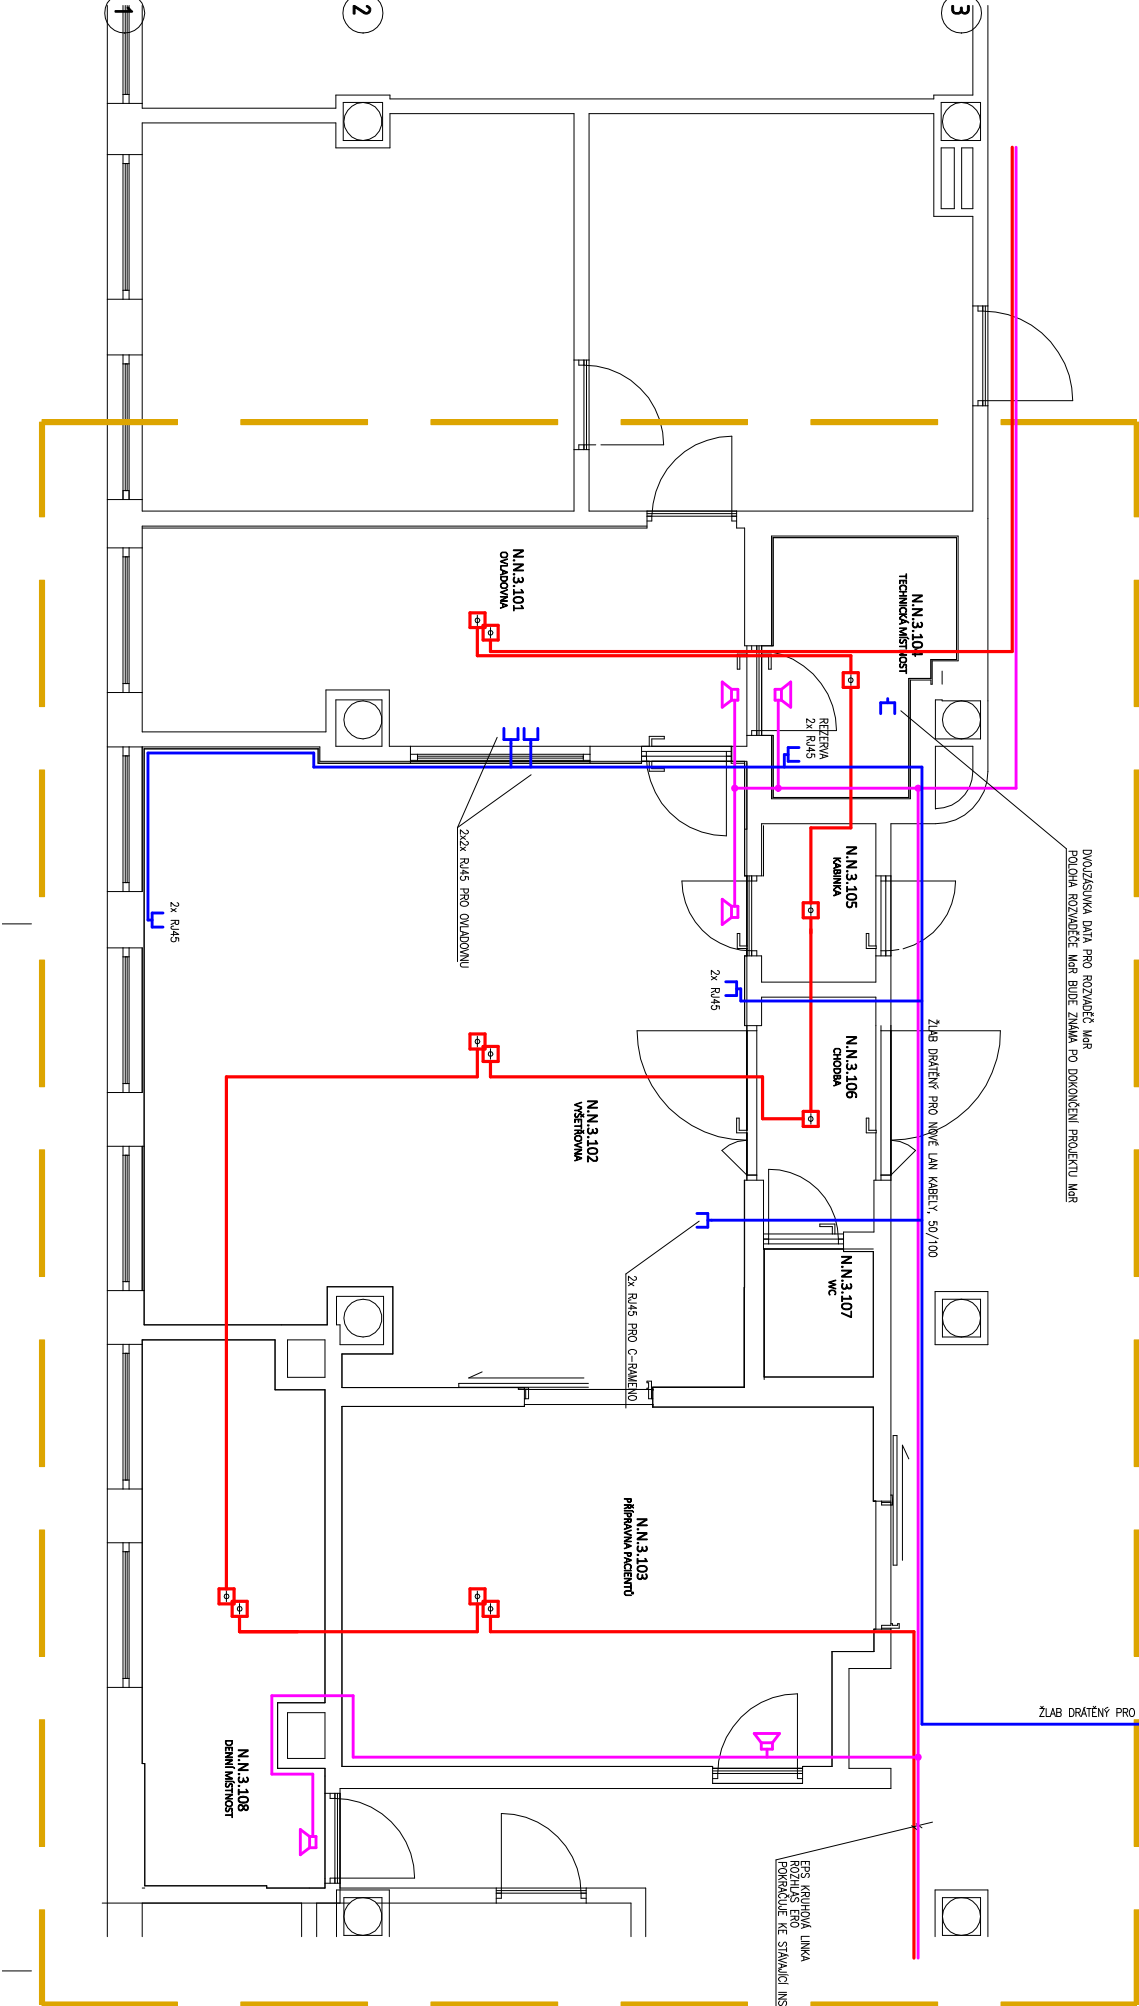 1
2
3
N.N.3.101
OVLADOVNA
N.N.3.104
TECHNICKÁ MÍSTNOST
REZERVA
2x RJ45
DVOJZÁSUVKA DATA PRO ROZVADĚČ MaR
POLOHA ROZVADĚČE MaR BUDE ZNÁMA PO DOKONČENÍ PROJEKTU MaR
2x2x RJ45 PRO OVLADOVNU
N.N.3.105
KABINKA
2x RJ45
2x RJ45
ŽLAB DRÁTĚNÝ PRO NOVÉ LAN KABELY, 50/100
N.N.3.106
CHODBA
N.N.3.102
VYŠETŘOVNA
N.N.3.107
WC
2x RJ45 PRO C-RAMENO
N.N.3.103
PŘÍPRAVNA PACIENTŮ
ŽLAB DRÁTĚNÝ PRO
N.N.3.108
DENNÍ MÍSTNOST
EPS KRUHOVÁ LINKA
ROZHLAS ERO
POKRAČUJE KE STÁVAJÍCÍ INS